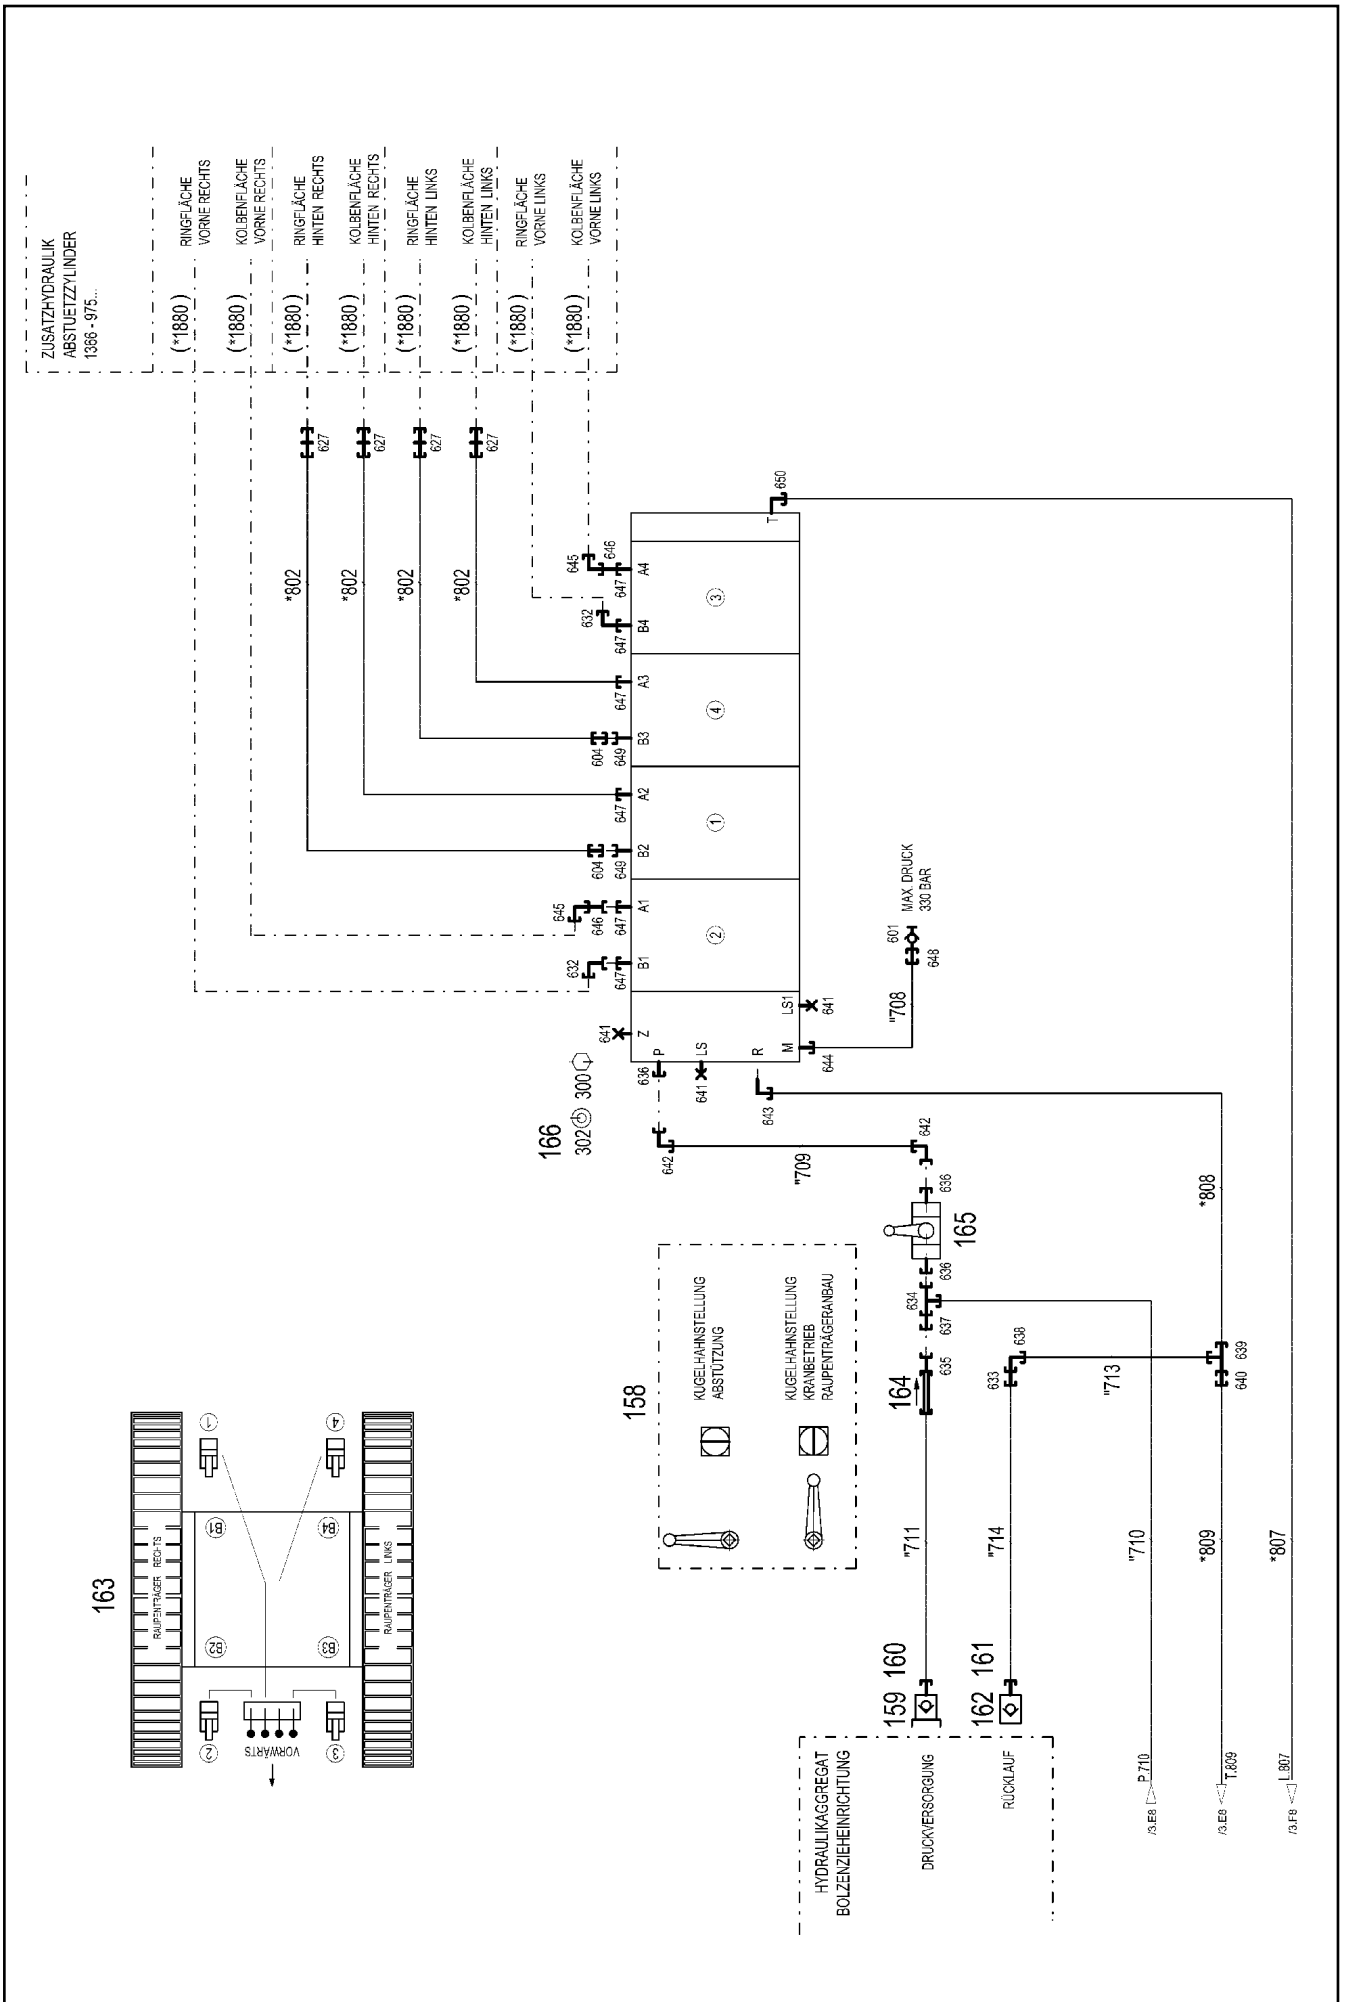 ZUSATZHYDRAULIK
ABSTUETZZYLINDER
1366 - 975...
RINGFLÄCHE
VORNE RECHTS
(*1880)
KOLBENFLÄCHE
VORNE RECHTS
(*1880)
RINGFLÄCHE
HINTEN RECHTS
(*1880)
KOLBENFLÄCHE
HINTEN RECHTS
(*1880)
RINGFLÄCHE
HINTEN LINKS
(*1880)
KOLBENFLÄCHE
HINTEN LINKS
(*1880)
RINGFLÄCHE
VORNE LINKS
(*1880)
KOLBENFLÄCHE
VORNE LINKS
(*1880)
627
627
627
627
*802
*802
*802
*802
650
T
645
646
647
A4
632
647
B4
3
647
A3
604
649
B3
4
647
A2
604
649
B2
1
645
646
647
A1
632
647
B1
2
641
Z
P
LS
R
M
LS1
641
636
641
643
644
"708
601
648
MAX. DRUCK
330 BAR
166
302
300
642
"709
642
636
165
636
634
637
635
164
"711
*808
638
633
"713
639
640
"714
"710
*809
*807
158
KUGELHAHNSTELLUNG
ABSTÜTZUNG
KUGELHAHNSTELLUNG
KRANBETRIEB
RAUPENTRÄGERANBAU
163
RAUPENTRÄGER RECHTS
RAUPENTRÄGER LINKS
B1
B2
B3
B4
1
2
3
4
VORWÄRTS
159
160
162
161
HYDRAULIKAGGREGAT
BOLZENZIEHEINRICHTUNG
DRUCKVERSORGUNG
RÜCKLAUF
P.710
/3.E8
T.809
/3.E8
L.807
/3.F8